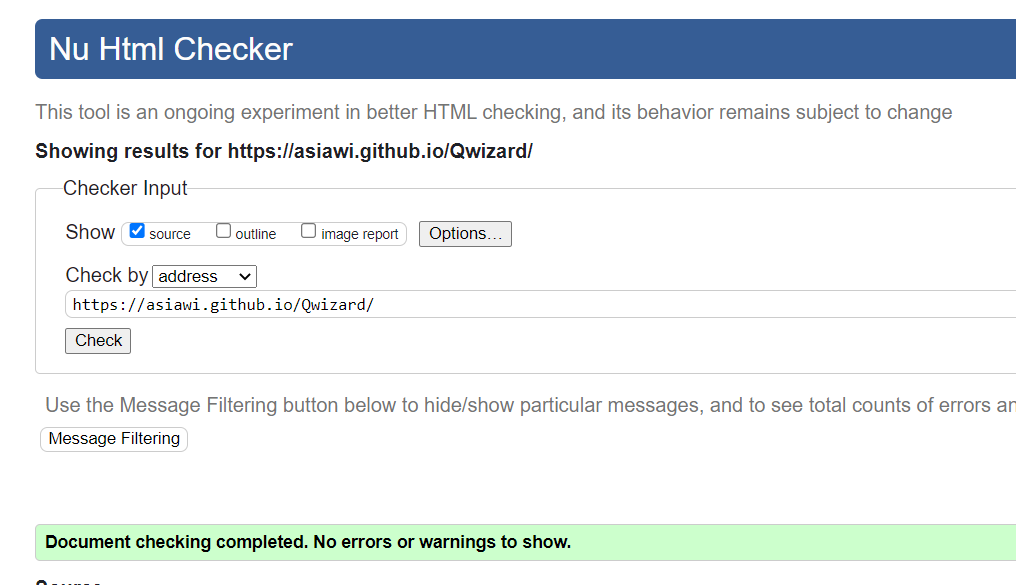 Nu Html Checker
This tool is an ongoing experiment in better HTML checking, and its behavior remains subject to change
Showing results for https://asiawi.github.io/Qwizard/
Checker Input
Show source outline image report Options...
Check by address
https://asiawi.github.io/Qwizard/
Check
Use the Message Filtering button below to hide/show particular messages, and to see total counts of errors
Message Filtering
Document checking completed. No errors or warnings to show.